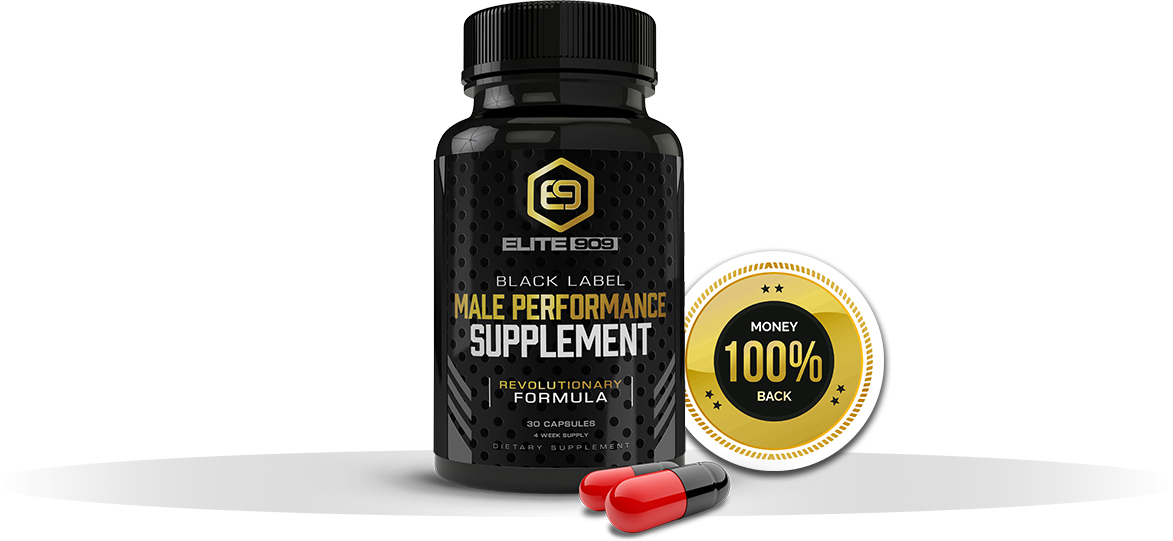 E9
ELITE 909
BLACK LABEL
MALE PERFORMANCE
SUPPLEMENT
REVOLUTIONARY
FORMULA
30 CAPSULES
4 WEEK SUPPLY
DIETARY SUPPLEMENT
MONEY
100%
BACK